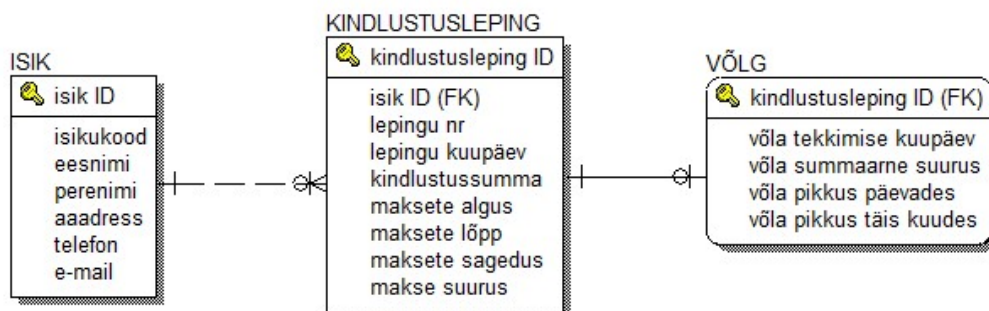 ISIK
isik ID
isikukood
eesnimi
perenimi
aaadress
telefon
e-mail
KINDLUSTUSLEPING
kindlustusleping ID
isik ID (FK)
lepingu nr
lepingu kuupäev
kindlustussumma
maksete algus
maksete lõpp
maksete sagedus
makse suurus
VÕLG
kindlustusleping ID (FK)
võla tekkimise kuupäev
võla summaarne suurus
võla pikkus päevades
võla pikkus täis kuudes